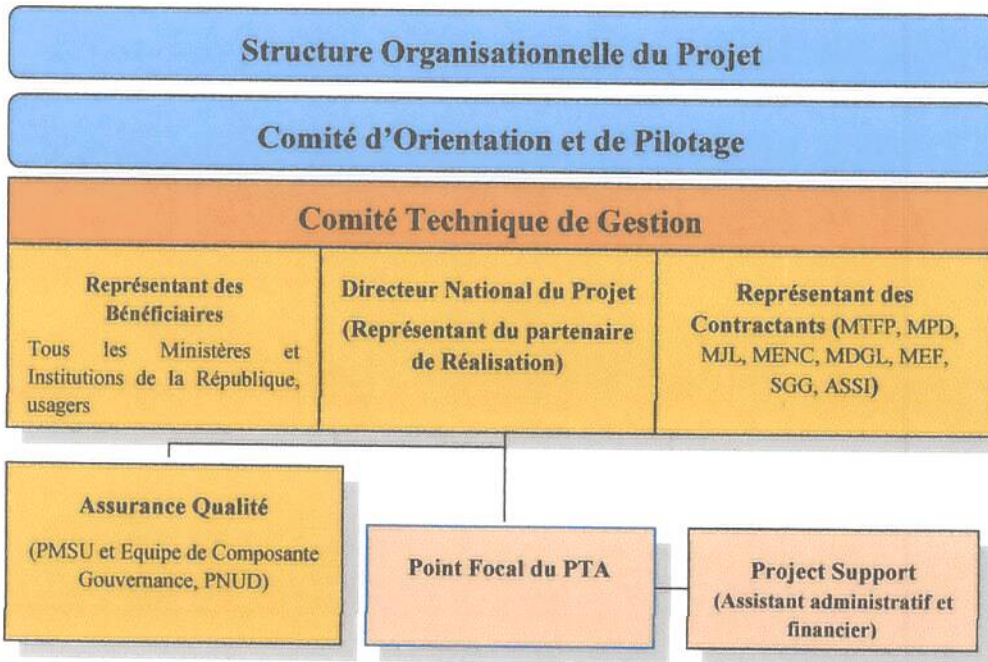 Structure Organisationnelle du Projet
Comité d'Orientation et de Pilotage
Comité Technique de Gestion
Représentant des
Bénéficiaires
Tous les Ministères et
Institutions de la République,
usagers
Directeur National du Projet
(Représentant du partenaire
de Réalisation)
Représentant des
Contractants (MTFP, MPD,
MJL, MENC, MDGL, MEF,
SGG, ASSI)
Assurance Qualité
(PMSU et Equipe de Composante
Gouvernance, PNUD)
Point Focal du PTA
Project Support
(Assistant administratif et
financier)